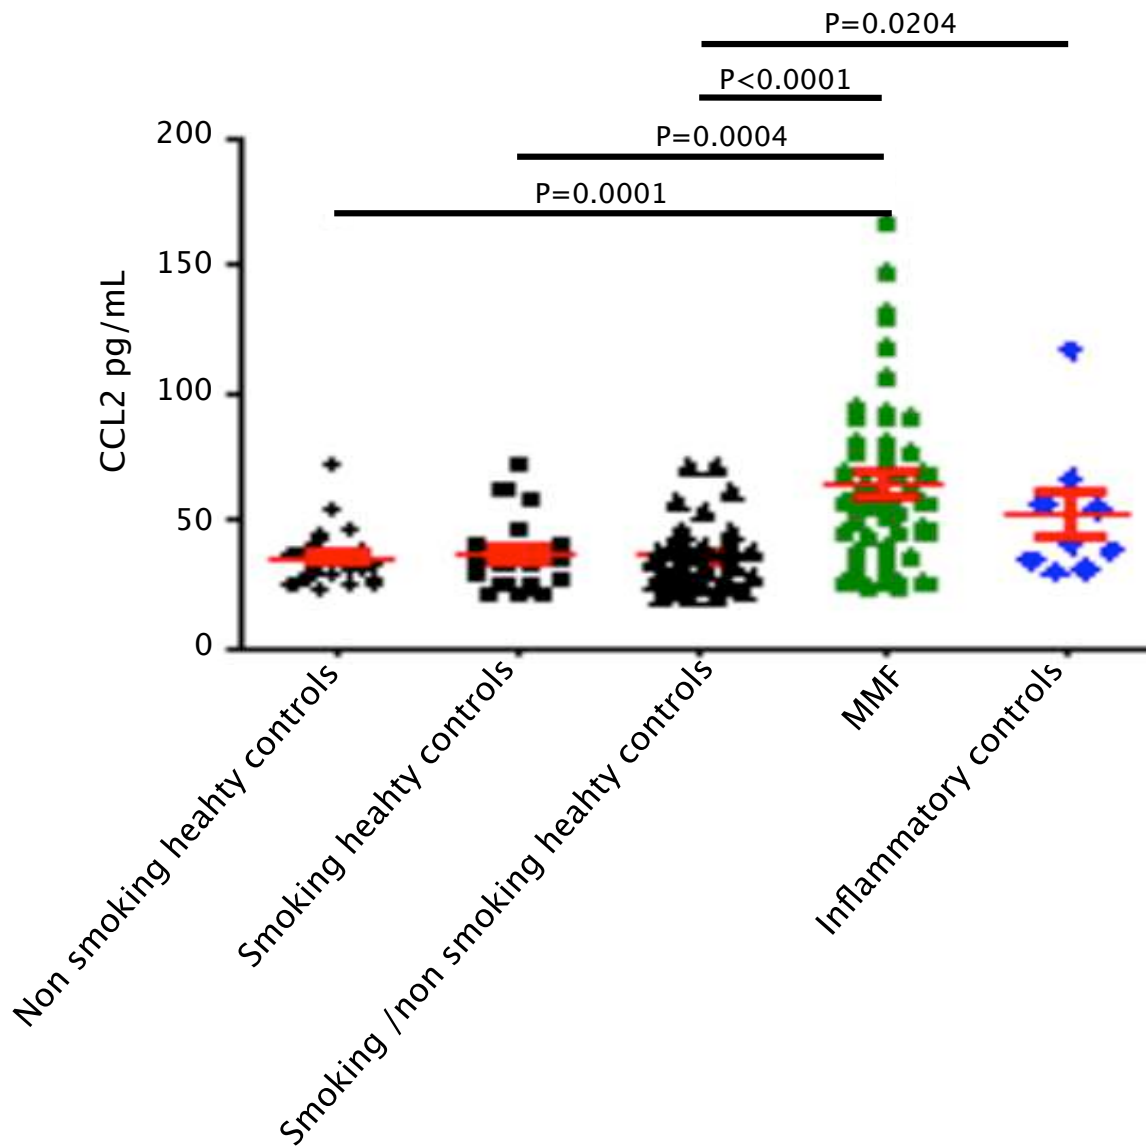 P=0.0204
P<0.0001
P=0.0004
P=0.0001
200
150
100
50
0
CCL2 pg/mL
Non smoking heahty controls
Smoking heahty controls
Smoking /non smoking heahty controls
MMF
Inflammatory controls